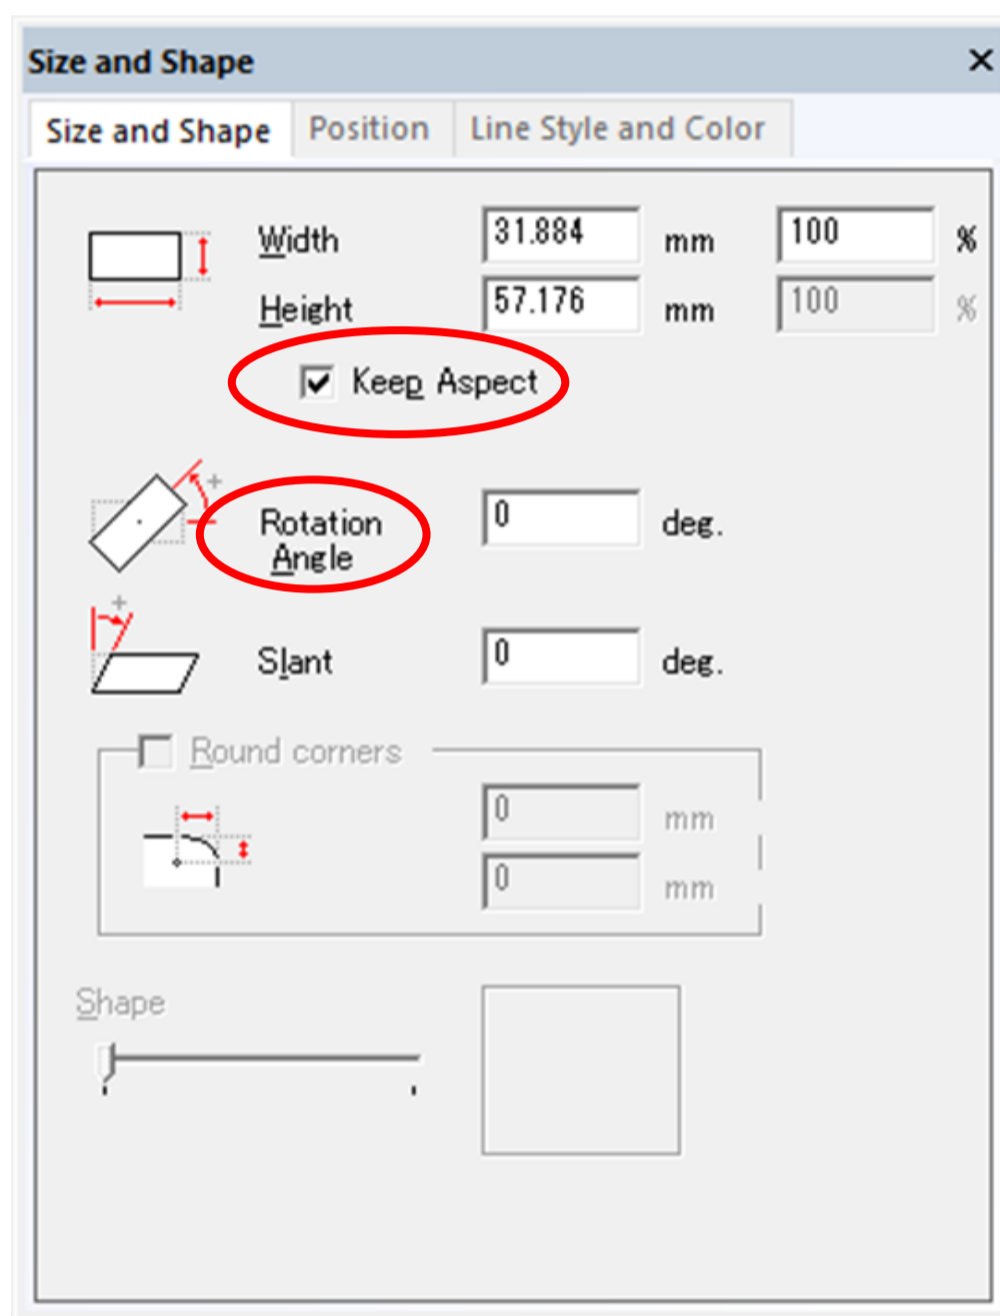 Size and Shape ×
Size and Shape Position Line Style and Color
Width 31.884 mm 100 %
Height 57.176 mm 100 %
Keep Aspect
Rotation
Angle 0 deg.
Slant 0 deg.
Round corners
0 mm
0 mm
Shape